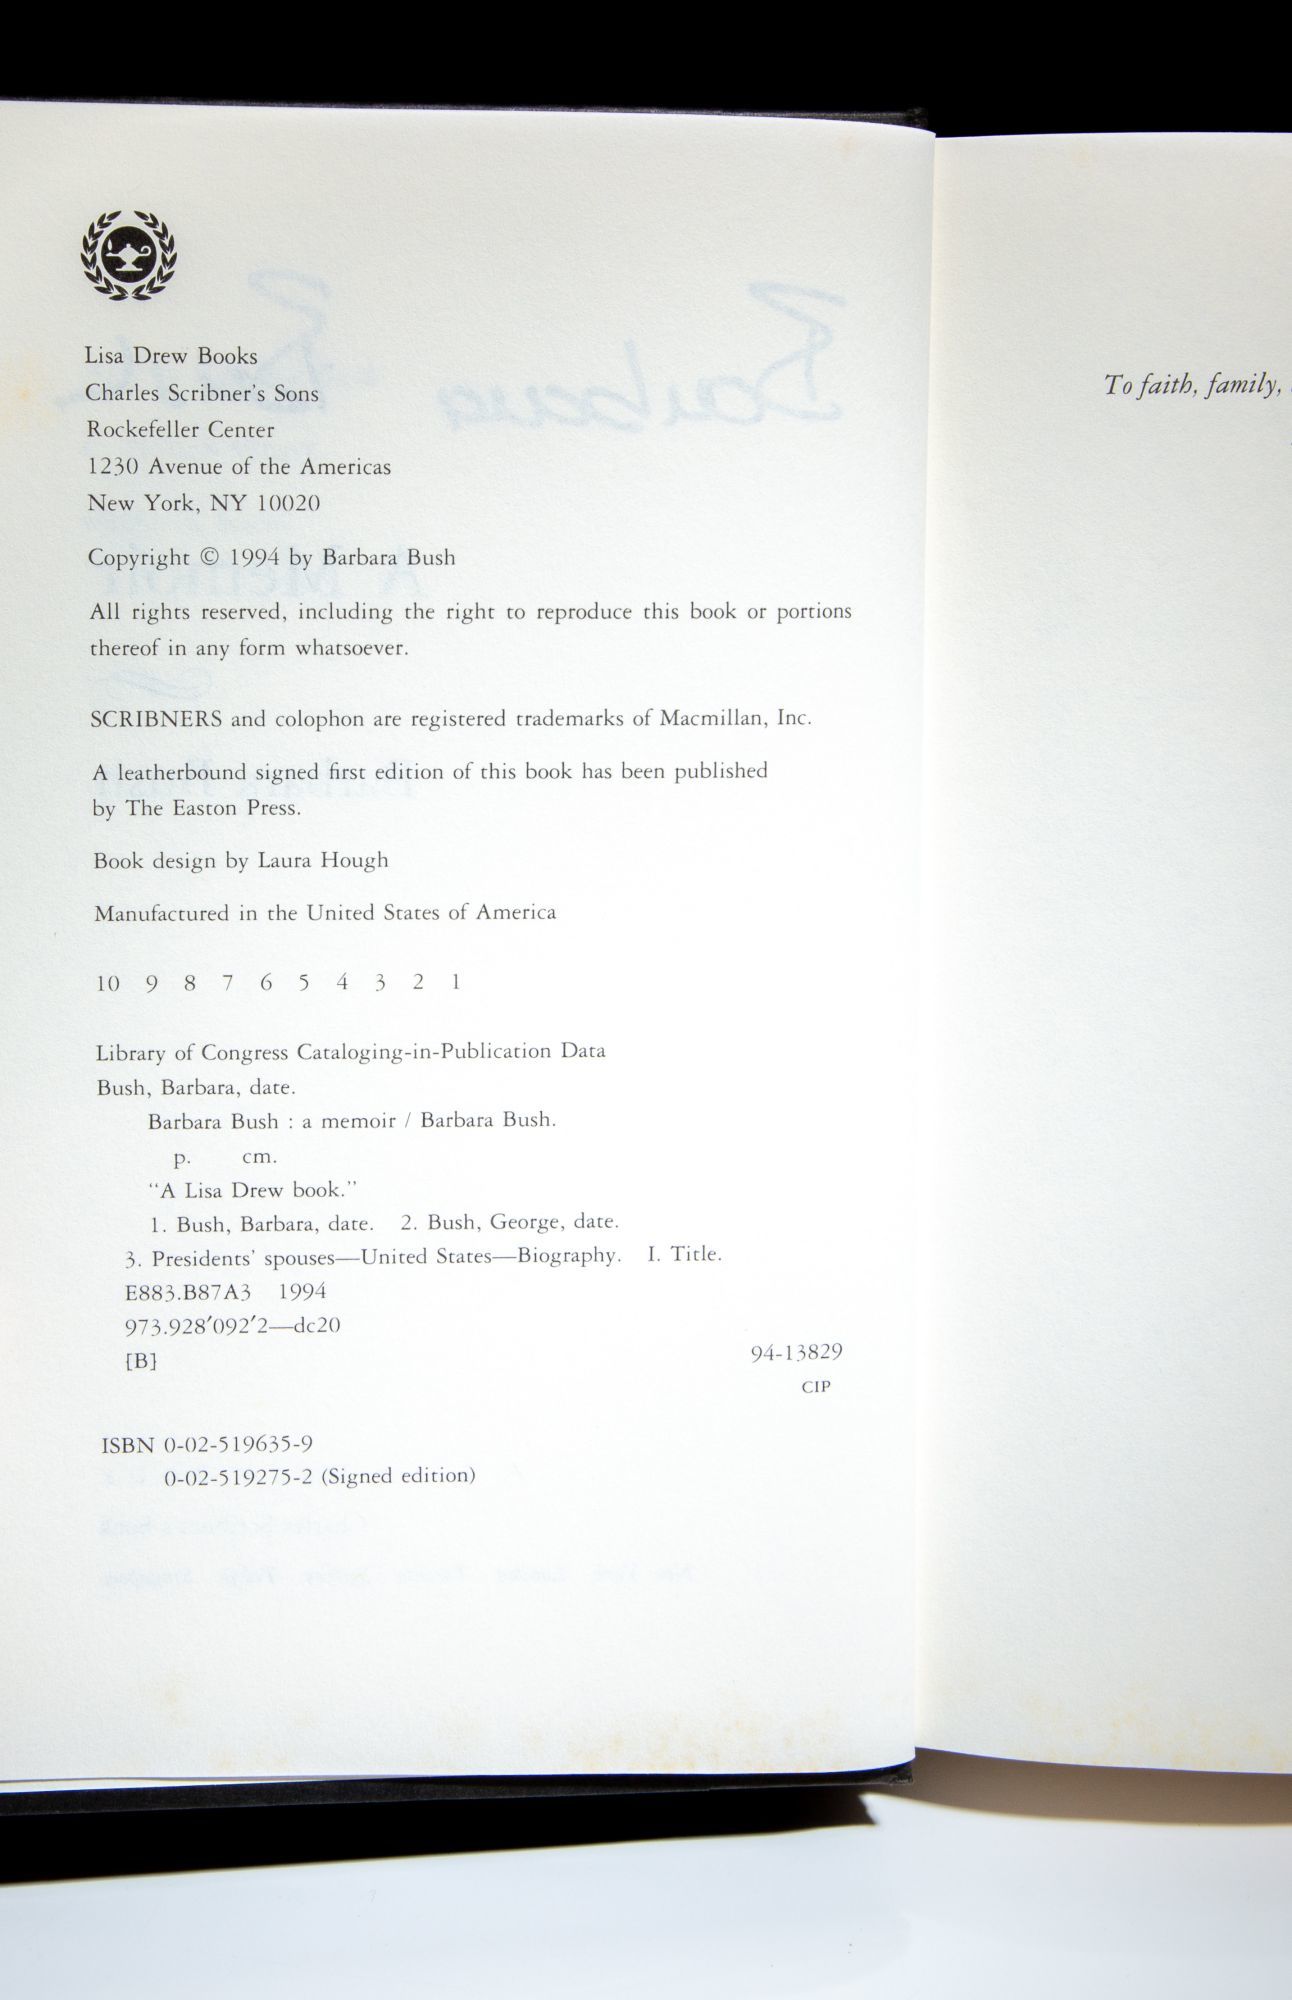 Lisa Drew Books
Charles Scribner's Sons
Rockefeller Center
1230 Avenue of the Americas
New York, NY 10020
Copyright © 1994 by Barbara Bush
All rights reserved, including the right to reproduce this book or portions
thereof in any form whatsoever.
SCRIBNERS and colophon are registered trademarks of Macmillan, Inc.
A leatherbound signed first edition of this book has been published
by The Easton Press.
Book design by Laura Hough
Manufactured in the United States of America
10 9 8 7 6 5 4 3 2 1
Library of Congress Cataloging-in-Publication Data
Bush, Barbara, date.
Barbara Bush : a memoir / Barbara Bush.
p. cm.
“A Lisa Drew book.”
1. Bush, Barbara, date. 2. Bush, George, date.
3. Presidents' spouses—United States—Biography. I. Title.
E883.B87A3 1994
973.928′092′2—dc20
[B]
94-13829
CIP
ISBN 0-02-519635-9
0-02-519275-2 (Signed edition)
To faith, family,